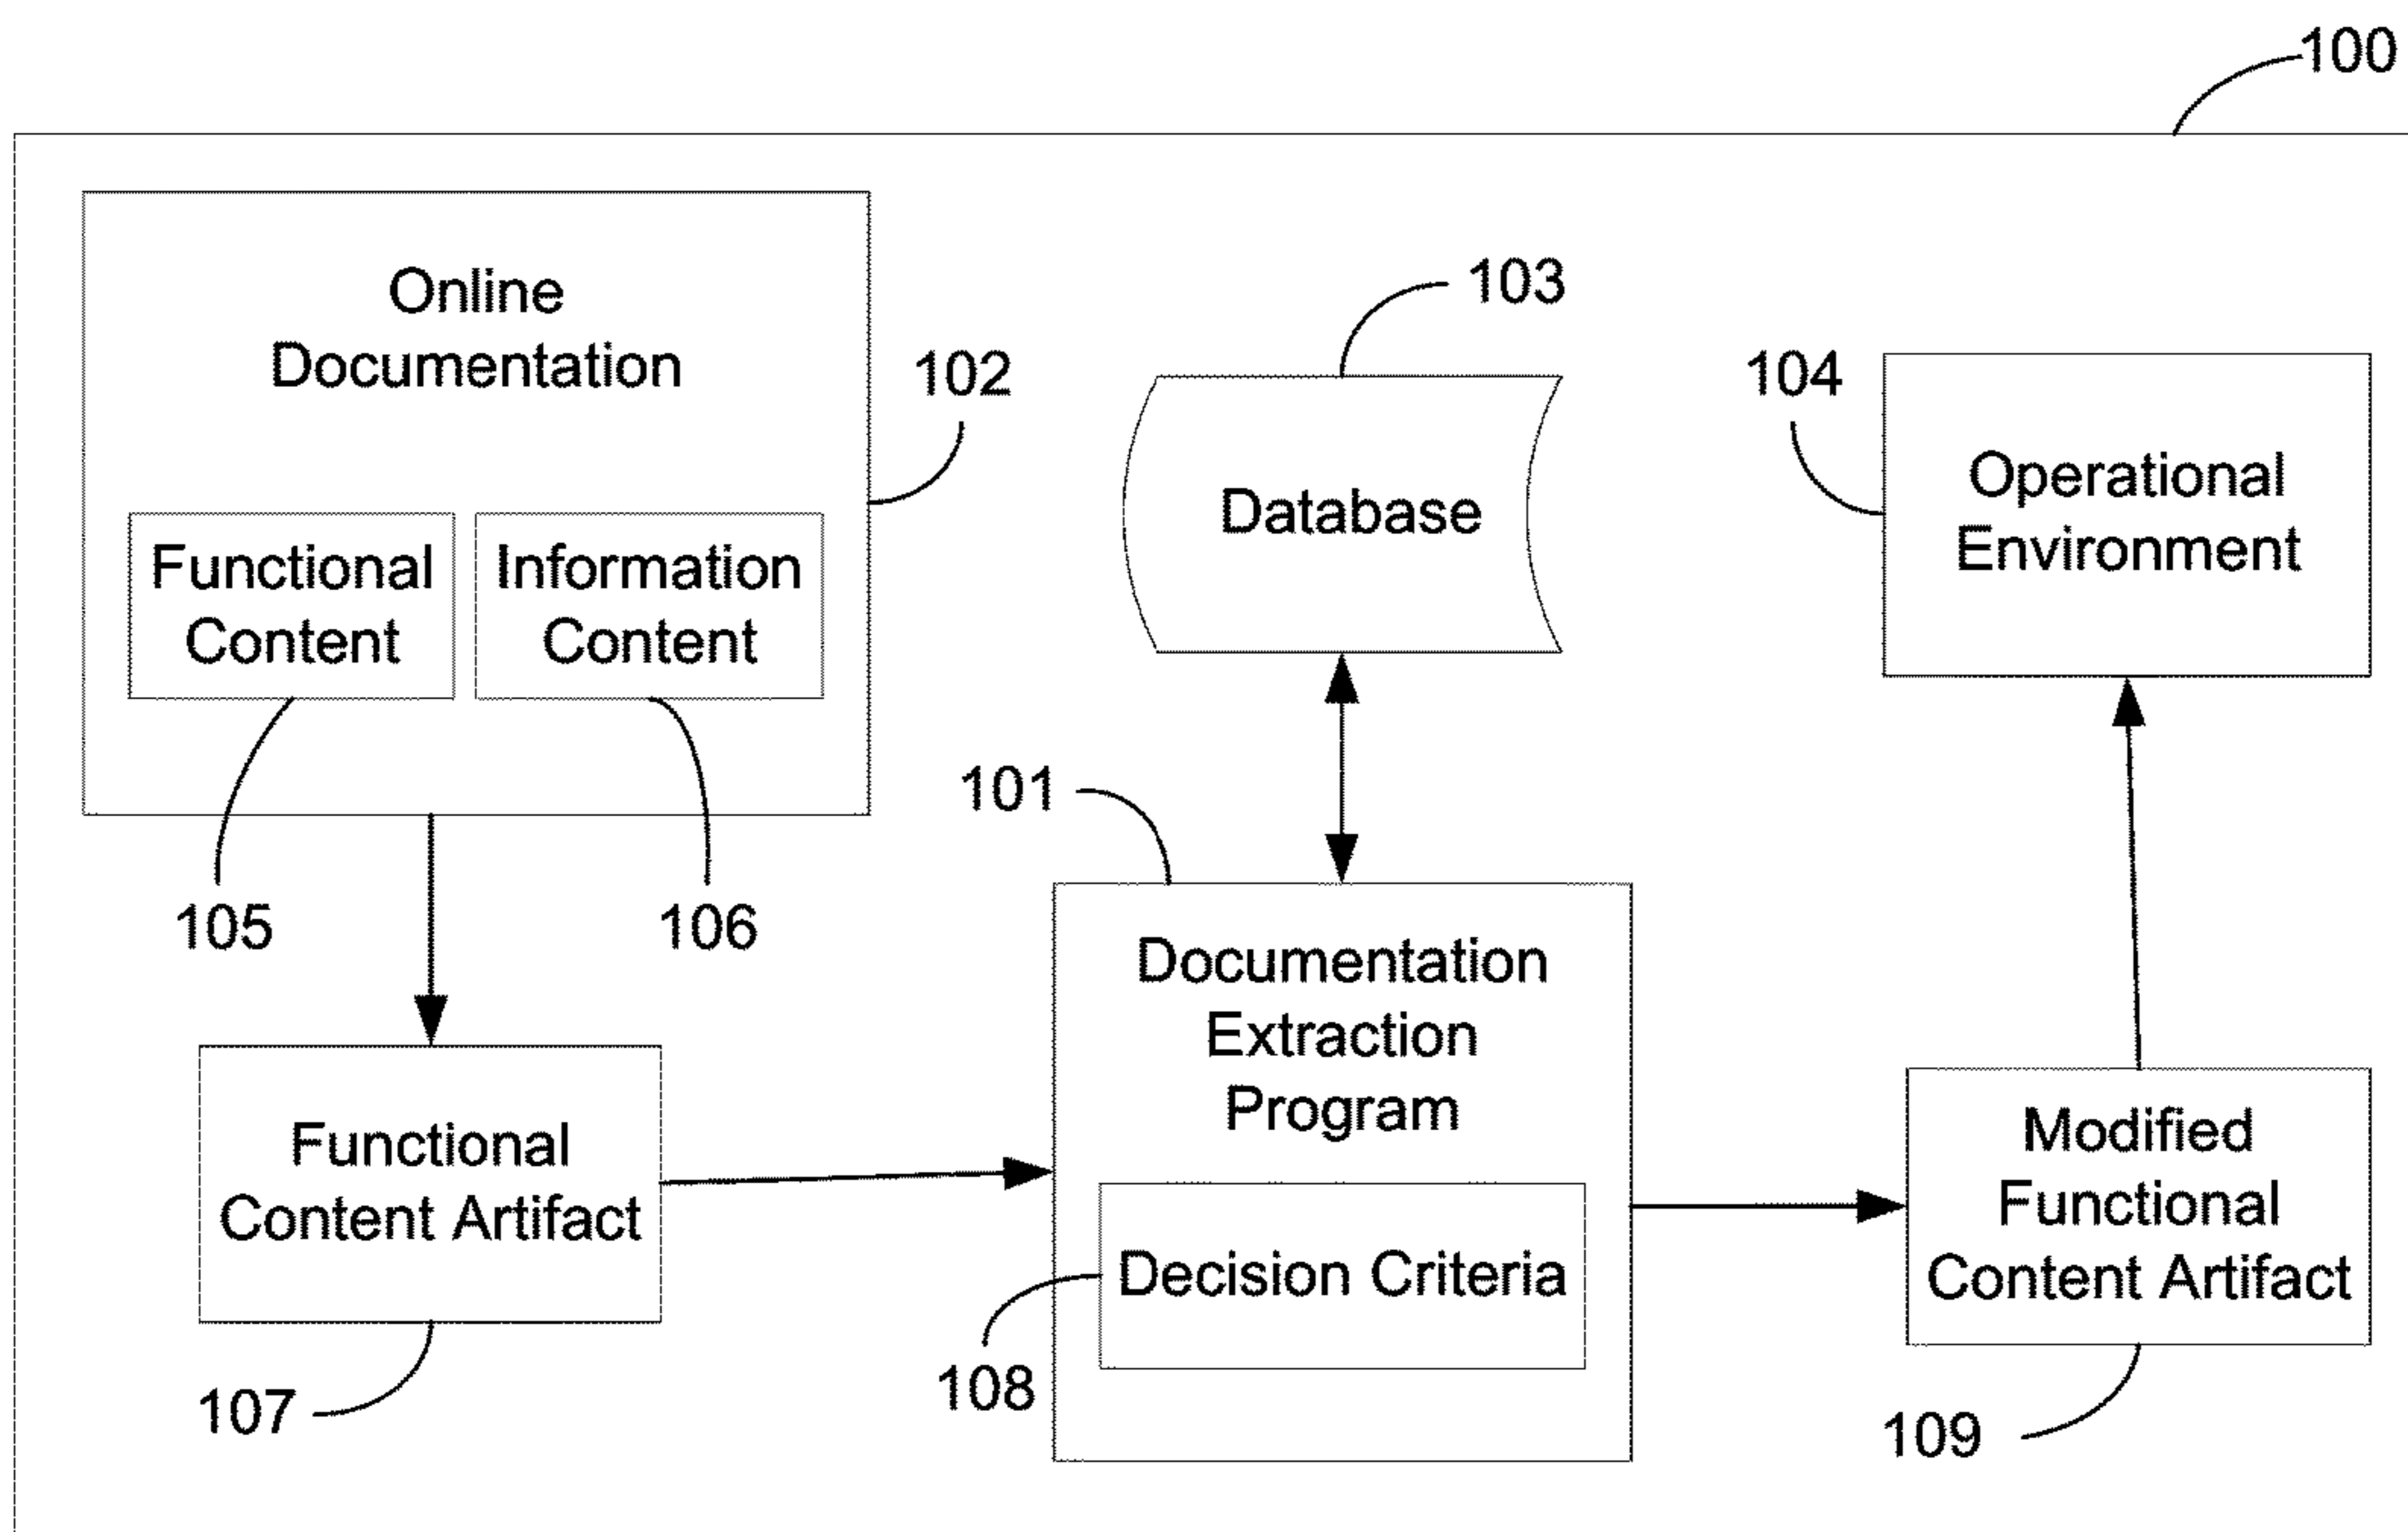 100
Online
Documentation
102
Functional
Content
Information
Content
105
106
103
Database
104
Operational
Environment
101
Documentation
Extraction
Program
Decision Criteria
108
Functional
Content Artifact
107
Modified
Functional
Content Artifact
109